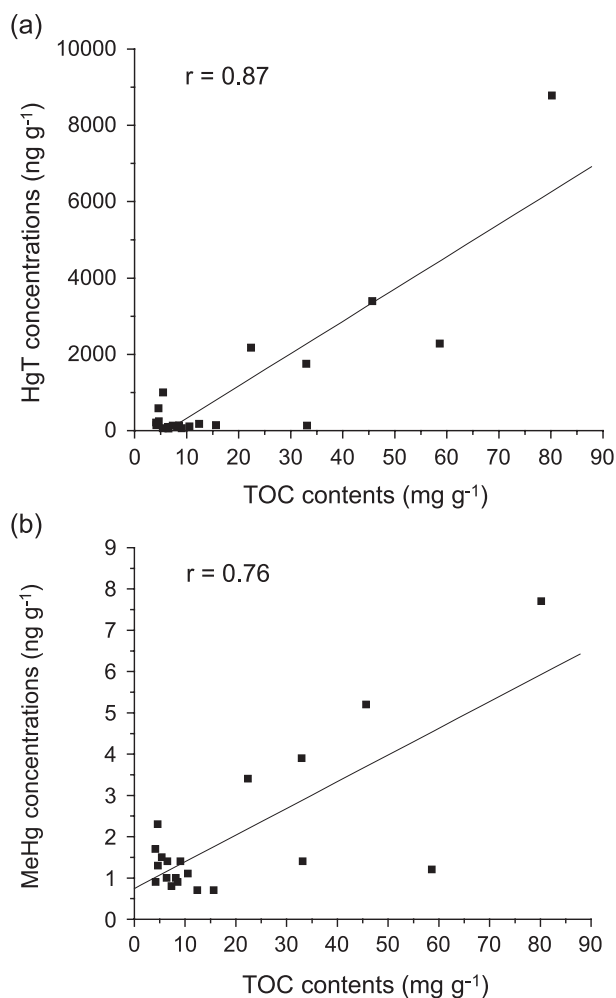 (a)
10000
8000
6000
4000
2000
0
HgT concentrations (ng g⁻¹)
r = 0.87
0 10 20 30 40 50 60 70 80 90
TOC contents (mg g⁻¹)
(b)
9
8
7
6
5
4
3
2
1
0
MeHg concentrations (ng g⁻¹)
r = 0.76
0 10 20 30 40 50 60 70 80 90
TOC contents (mg g⁻¹)